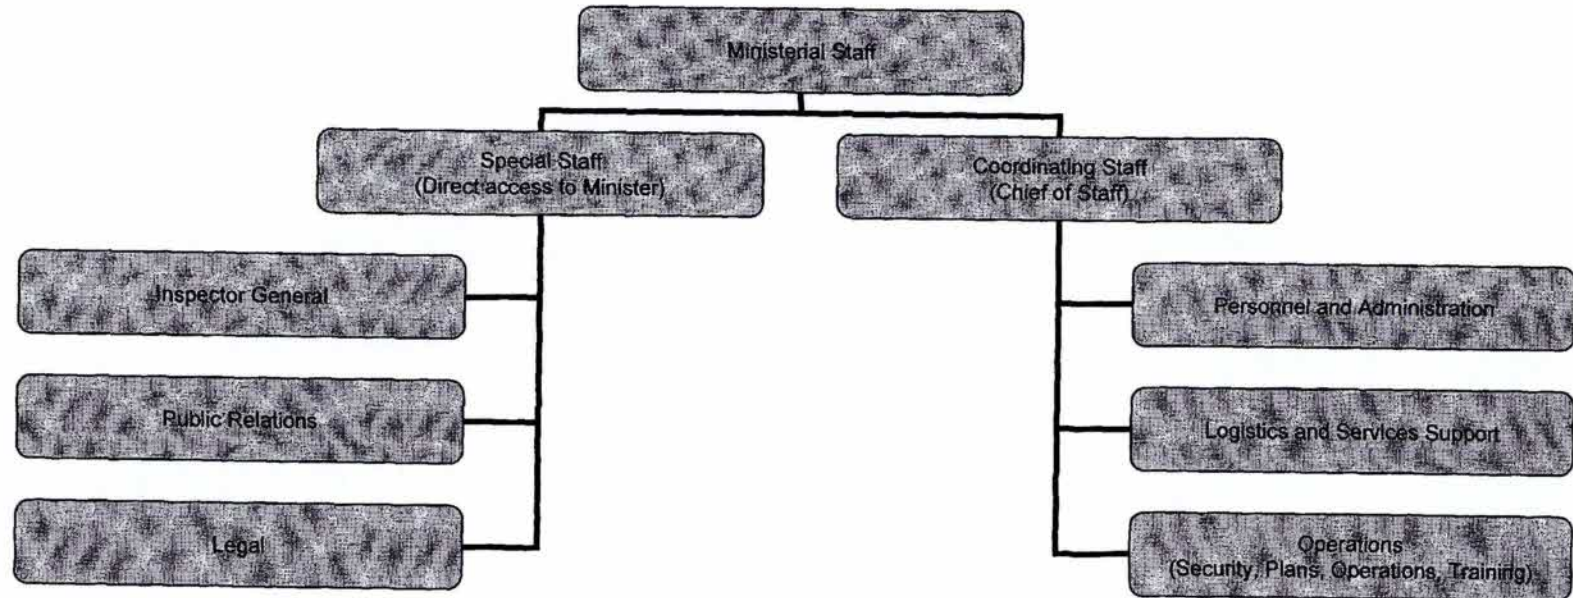 Ministerial Staff
Special Staff
(Direct access to Minister)
Coordinating Staff
(Chief of Staff)
Inspector General
Personnel and Administration
Public Relations
Logistics and Services Support
Legal
Operations
(Security, Plans, Operations, Training)